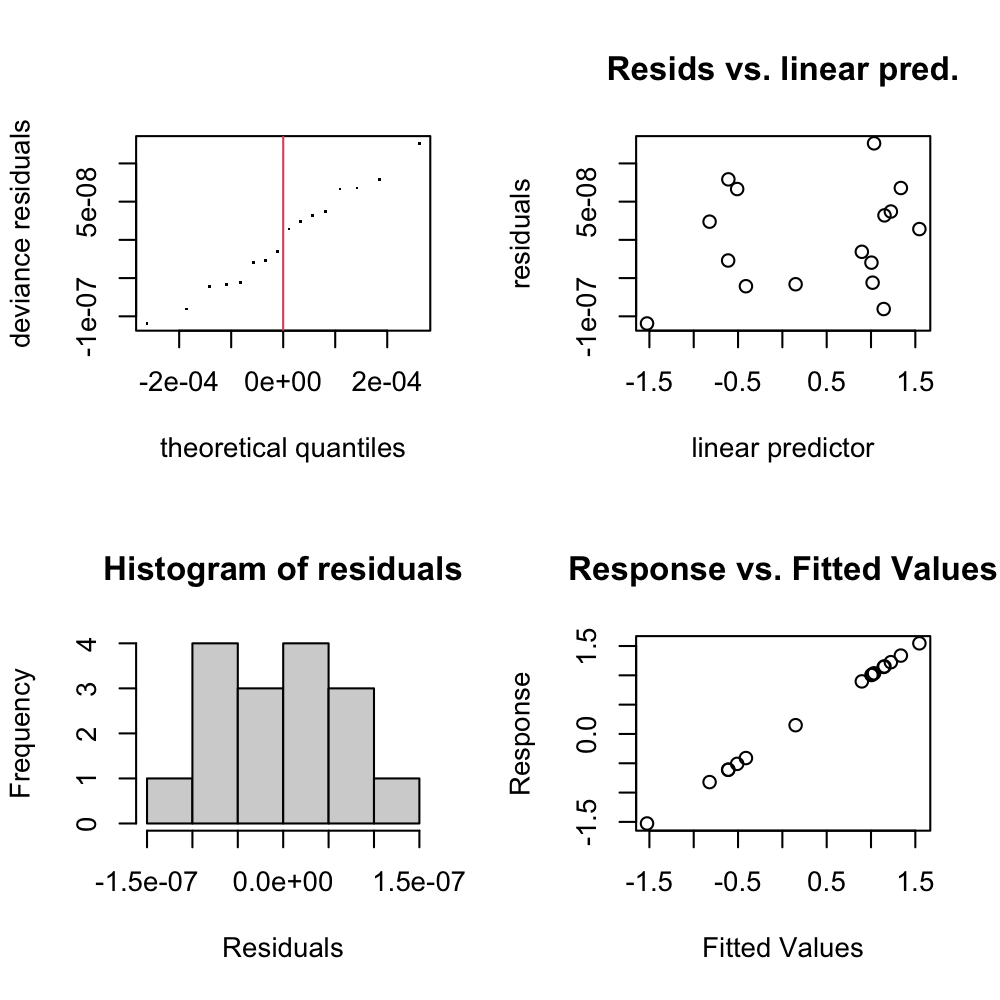 deviance residuals
-1e-07 5e-08
-2e-04 0e+00 2e-04
theoretical quantiles
Resids vs. linear pred.
residuals
-1e-07 5e-08
-1.5 -0.5 0.5 1.5
linear predictor
Histogram of residuals
Frequency
0 1 2 3 4
-1.5e-07 0.0e+00 1.5e-07
Residuals
Response vs. Fitted Values
Response
-1.5 0.0 1.5
-1.5 -0.5 0.5 1.5
Fitted Values